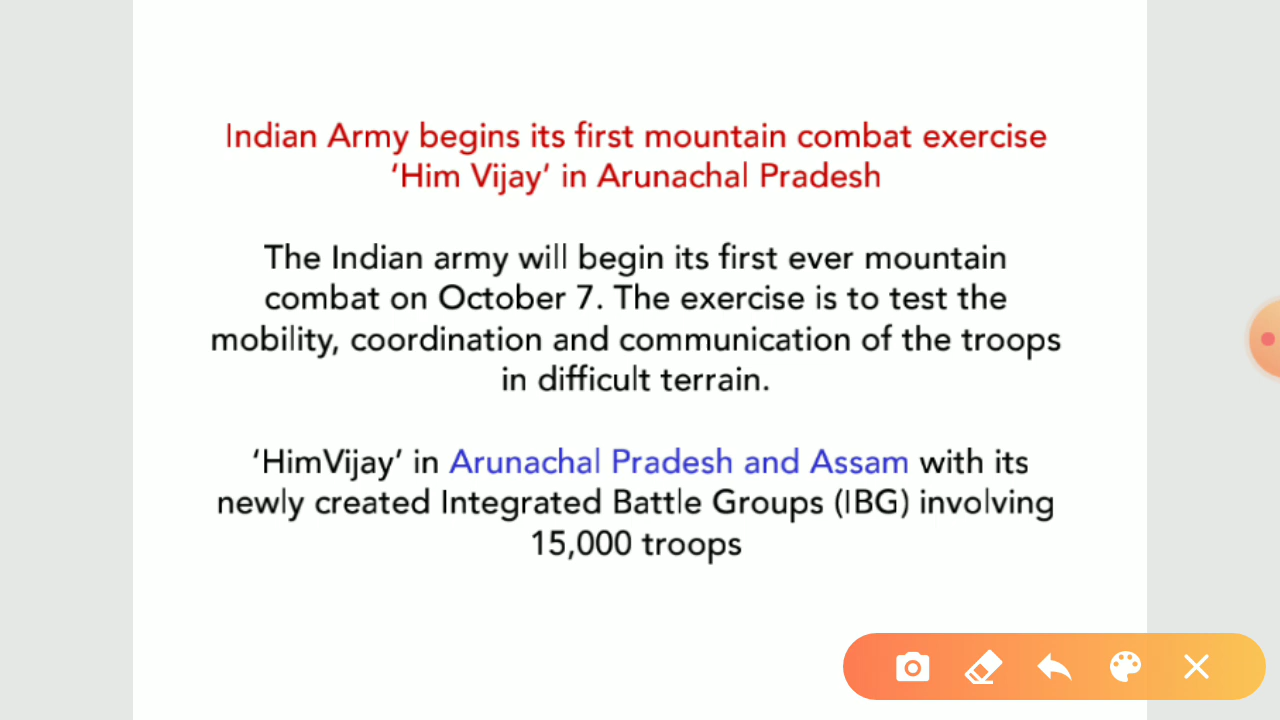 Indian Army begins its first mountain combat exercise
‘Him Vijay’ in Arunachal Pradesh
The Indian army will begin its first ever mountain
combat on October 7. The exercise is to test the
mobility, coordination and communication of the troops
in difficult terrain.
‘HimVijay’ in Arunachal Pradesh and Assam with its
newly created Integrated Battle Groups (IBG) involving
15,000 troops